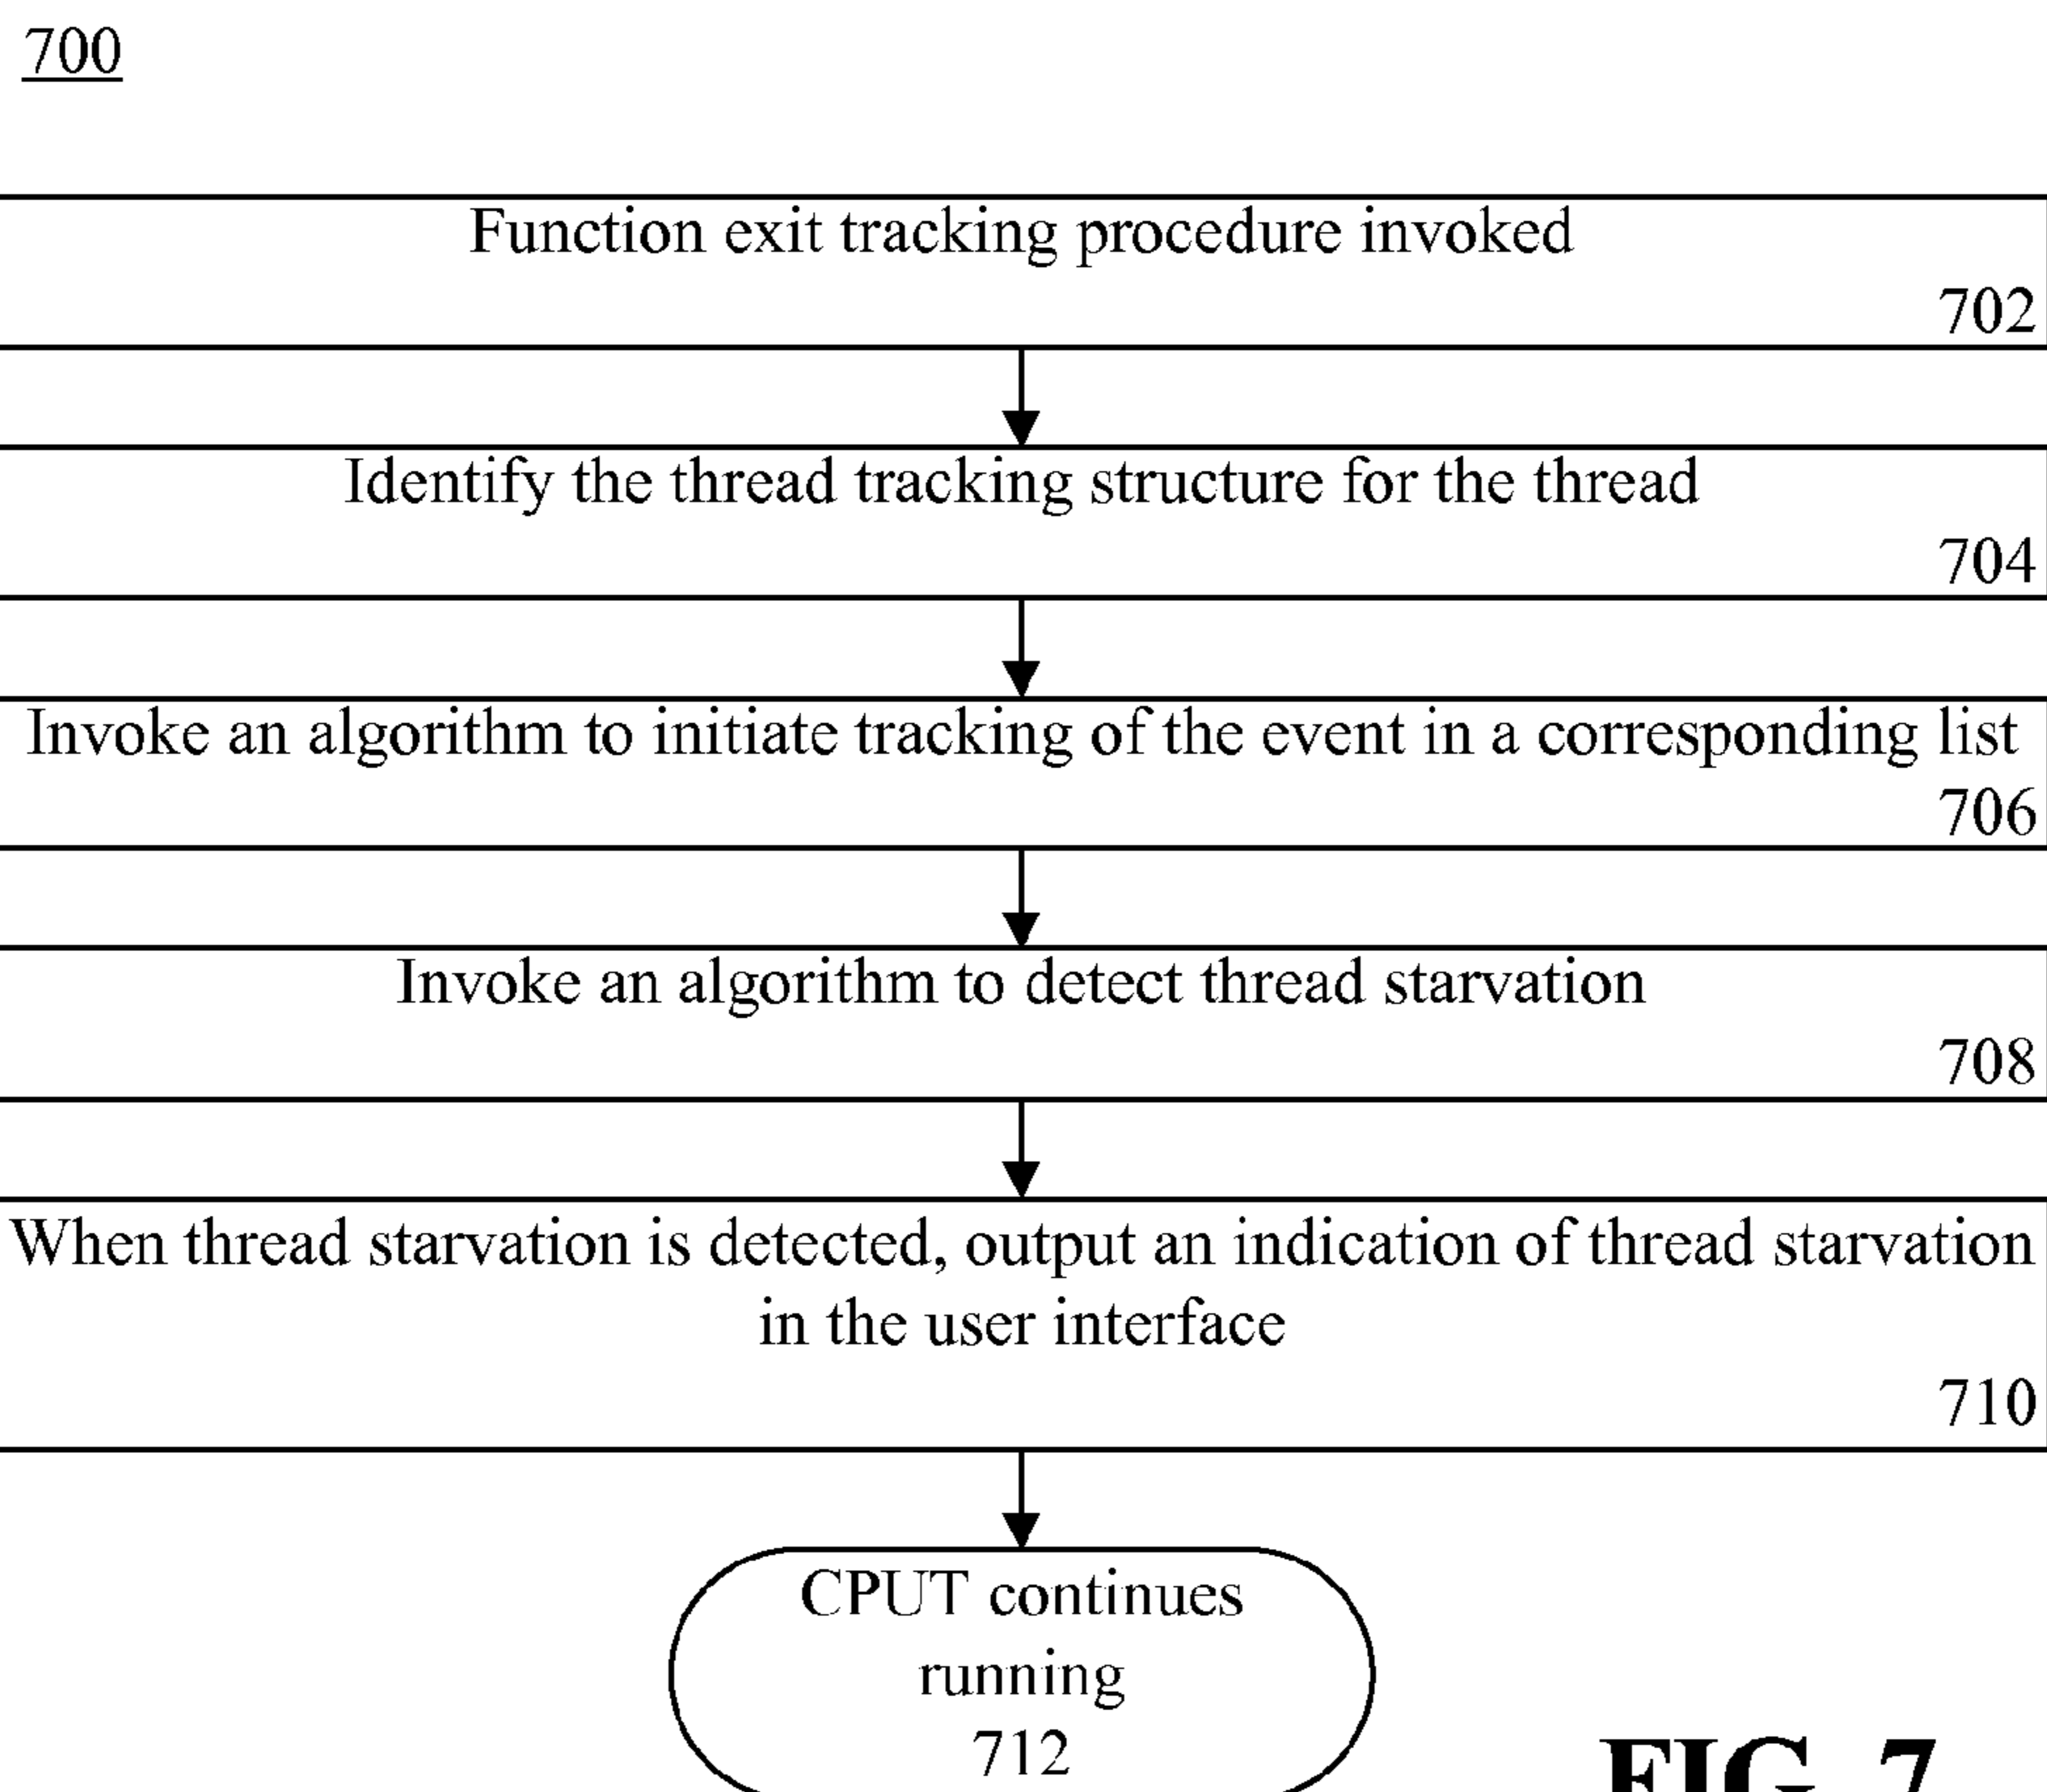 700
Function exit tracking procedure invoked
702
Identify the thread tracking structure for the thread
704
Invoke an algorithm to initiate tracking of the event in a corresponding list
706
Invoke an algorithm to detect thread starvation
708
When thread starvation is detected, output an indication of thread starvation
in the user interface
710
CPUT continues
running
712
FIG. 7